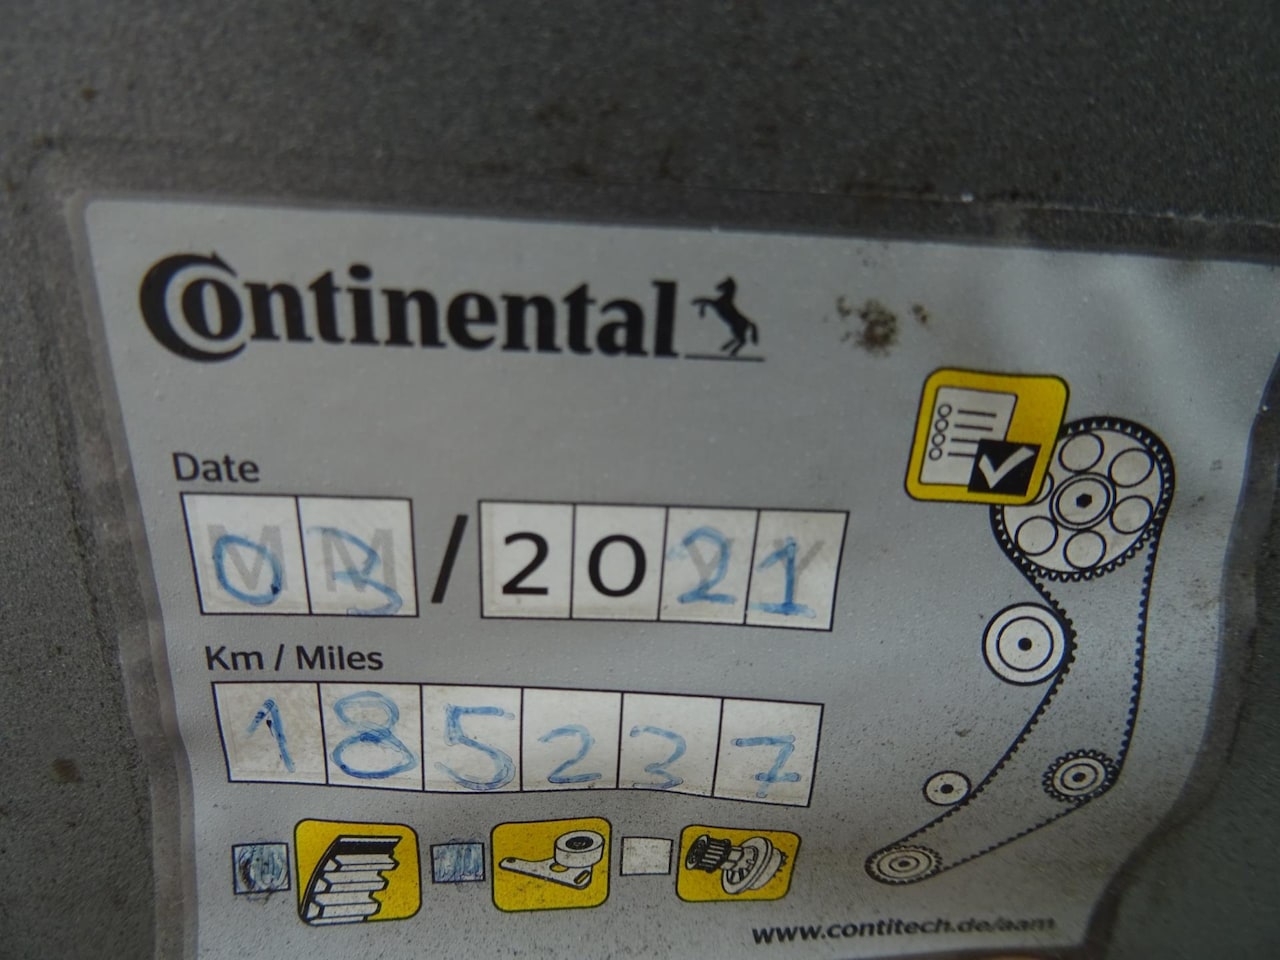 Continental
Date
03/2021
Km / Miles
185237
www.contitech.de/aam